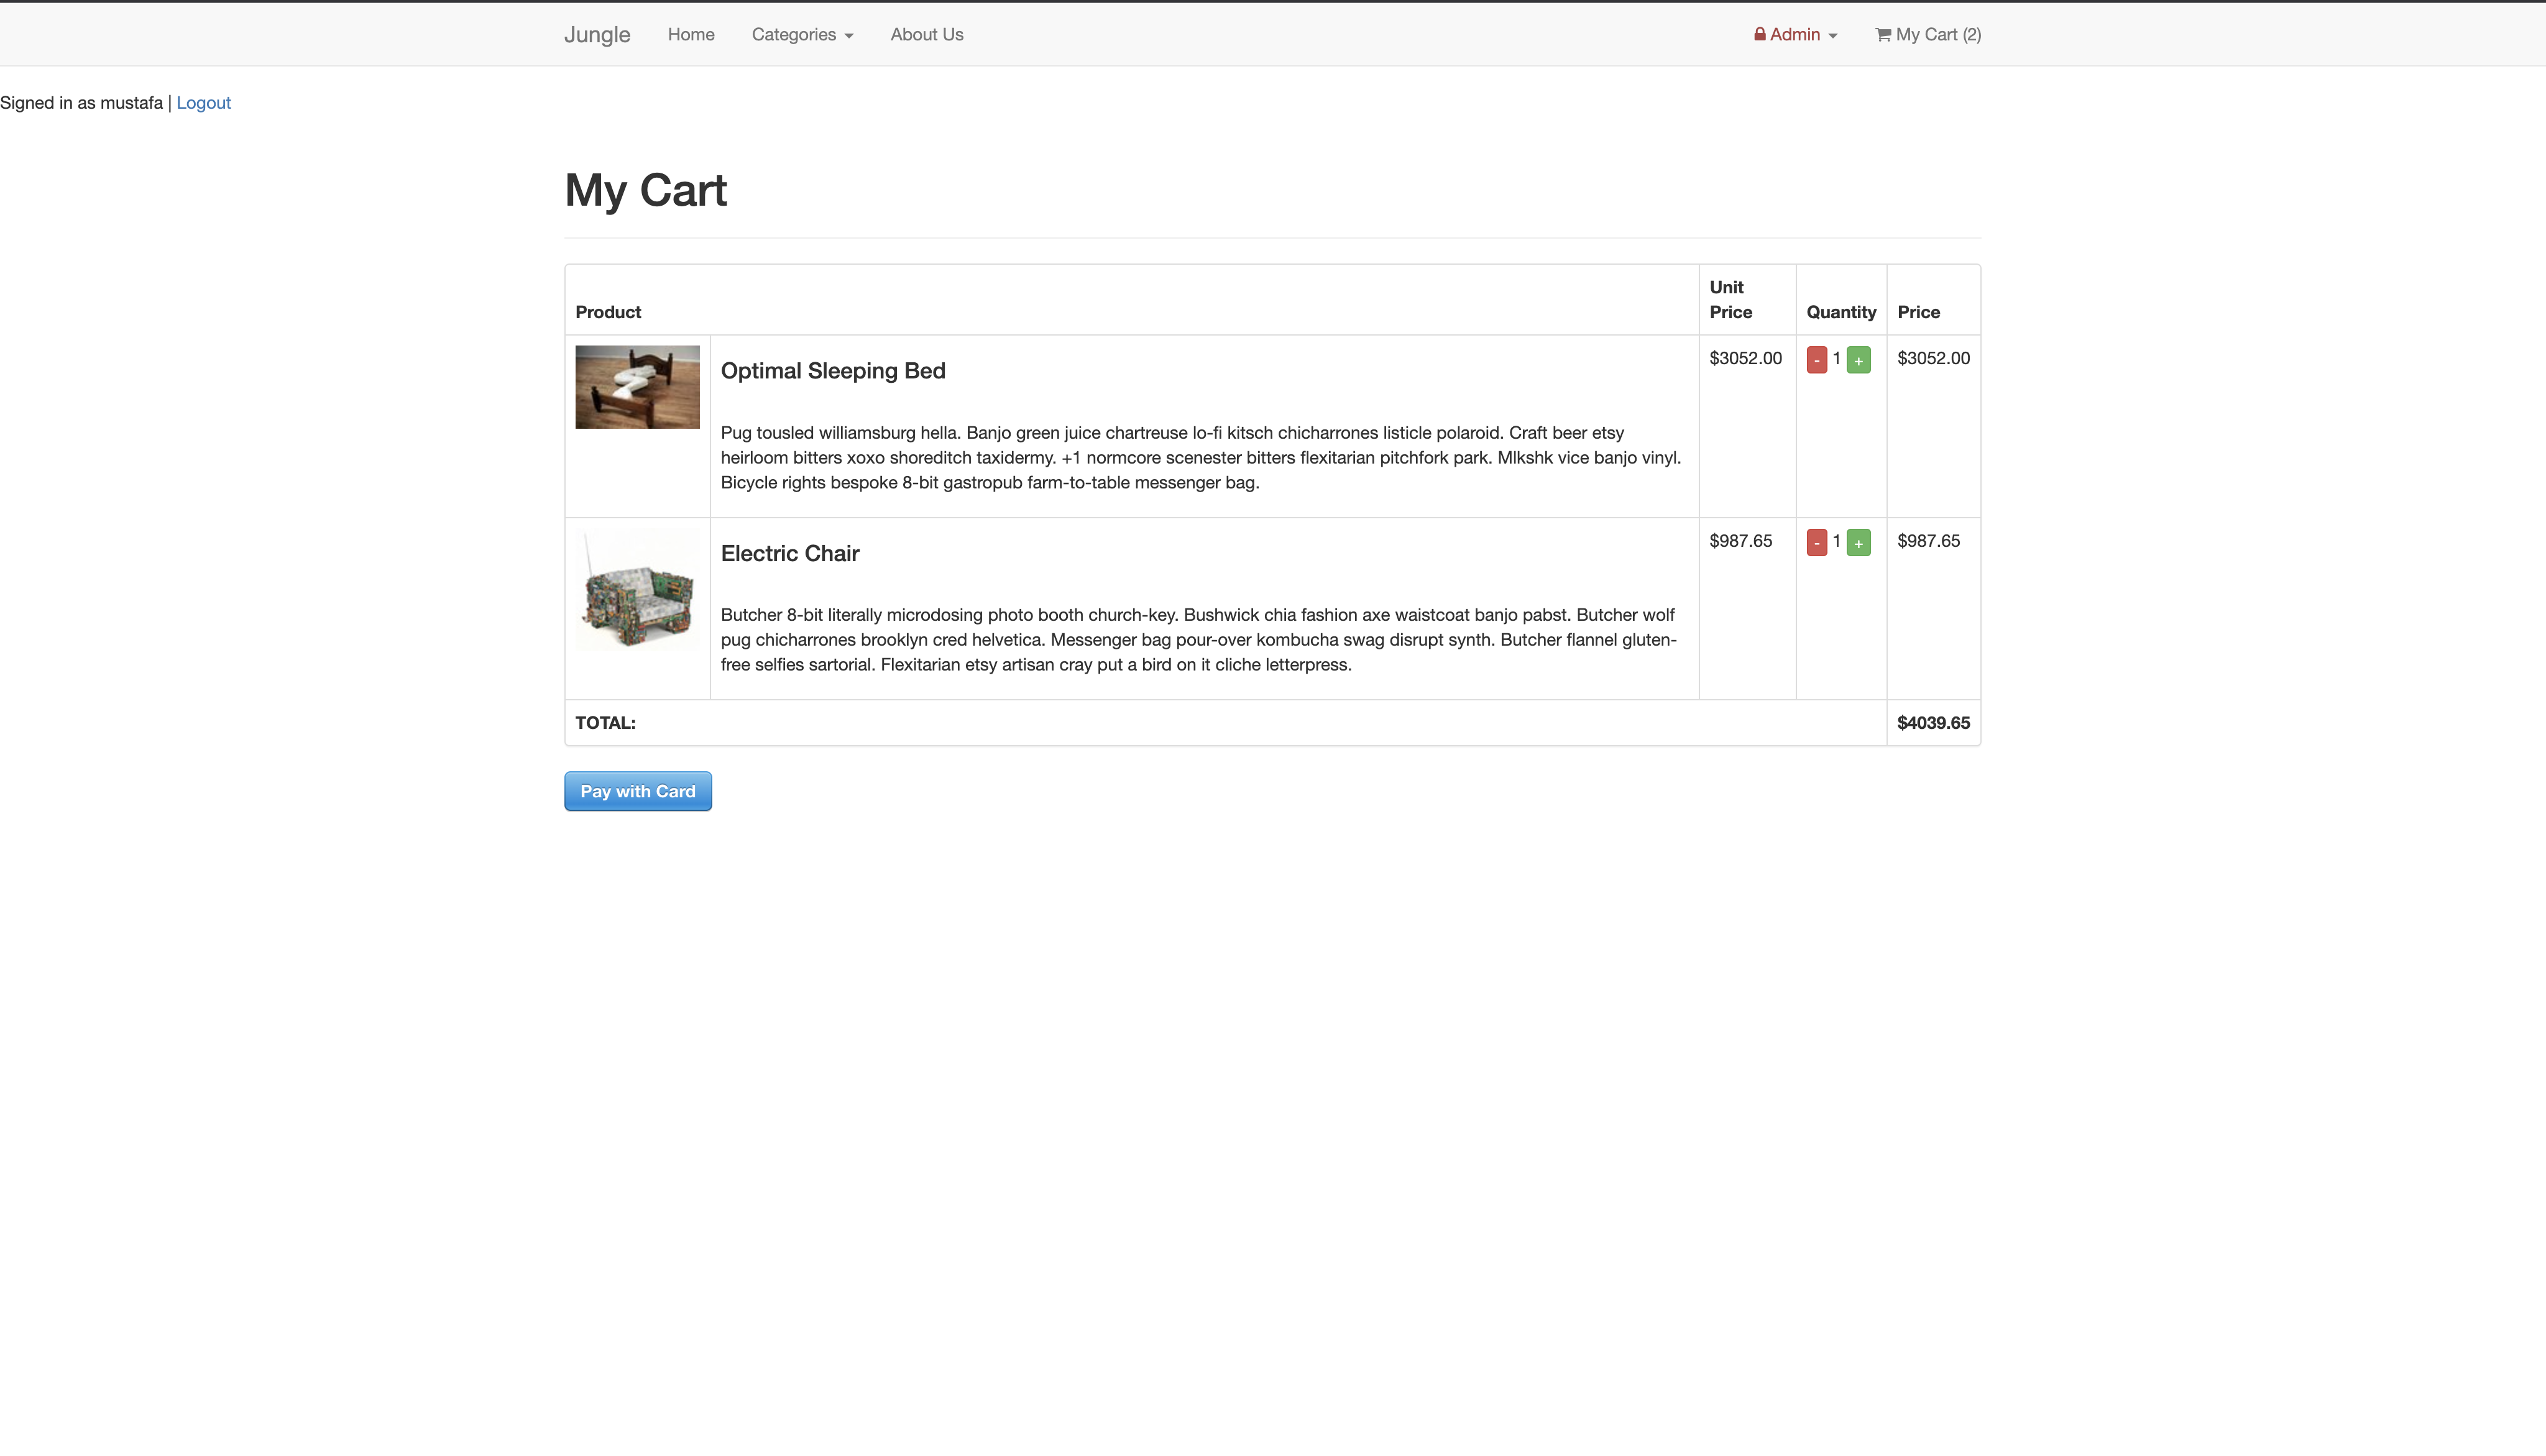 Jungle Home Categories About Us Admin My Cart (2)
Signed in as mustafa | Logout
My Cart
Product Unit Price Quantity Price
Optimal Sleeping Bed $3052.00 - 1 + $3052.00
Pug tousled williamsburg hella. Banjo green juice chartreuse lo-fi kitsch chicharrones listicle polaroid. Craft beer etsy
heirloom bitters xoxo shoreditch taxidermy. +1 normcore scenester bitters flexitarian pitchfork park. Mlkshk vice banjo vinyl.
Bicycle rights bespoke 8-bit gastropub farm-to-table messenger bag.
Electric Chair $987.65 - 1 + $987.65
Butcher 8-bit literally microdosing photo booth church-key. Bushwick chia fashion axe waistcoat banjo pabst. Butcher wolf
pug chicharrones brooklyn cred helvetica. Messenger bag pour-over kombucha swag disrupt synth. Butcher flannel gluten-
free selfies sartorial. Flexitarian etsy artisan cray put a bird on it cliche letterpress.
TOTAL: $4039.65
Pay with Card